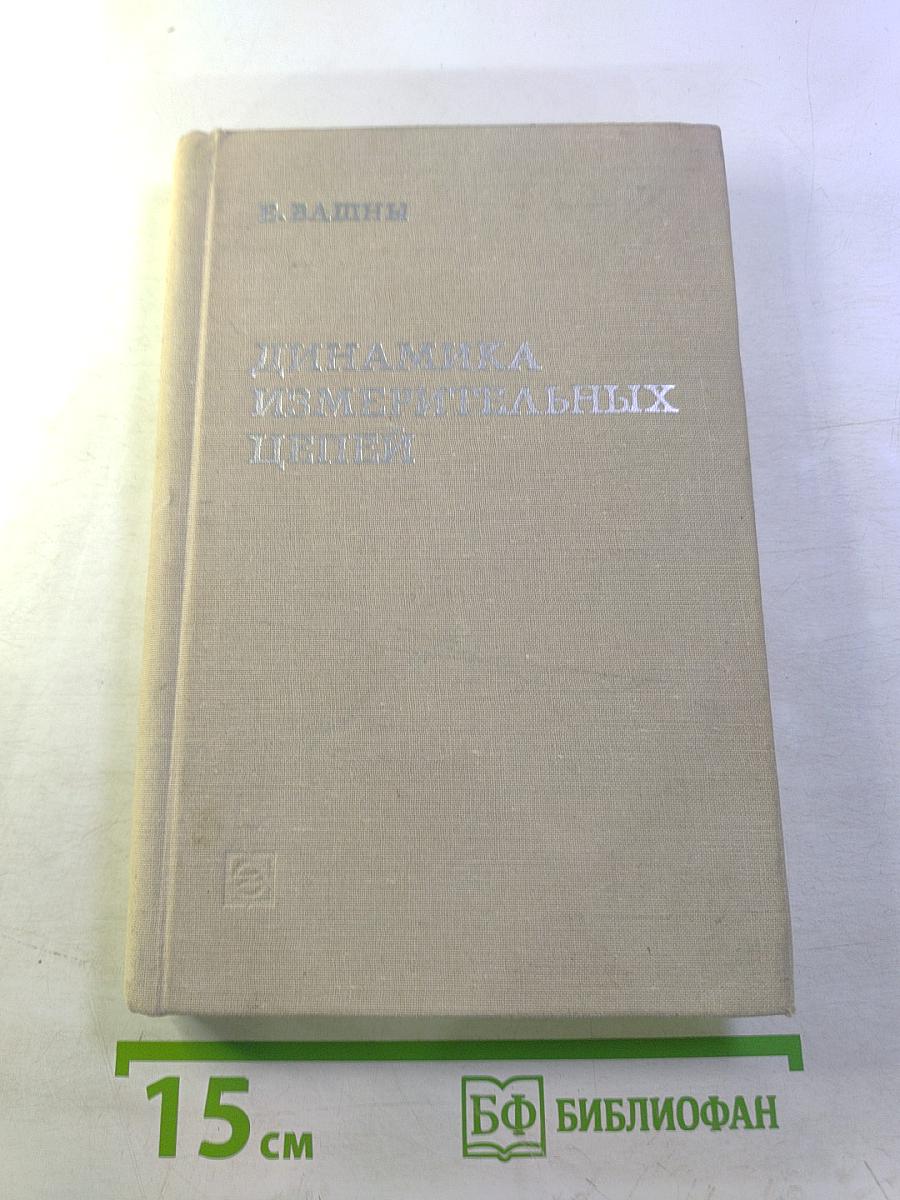 Е. ВАШНЫ
ДИНАМИКА
ИЗМЕРИТЕЛЬНЫХ
ЦЕПЕЙ
Э
15 см
БФ БИБЛИОФАН